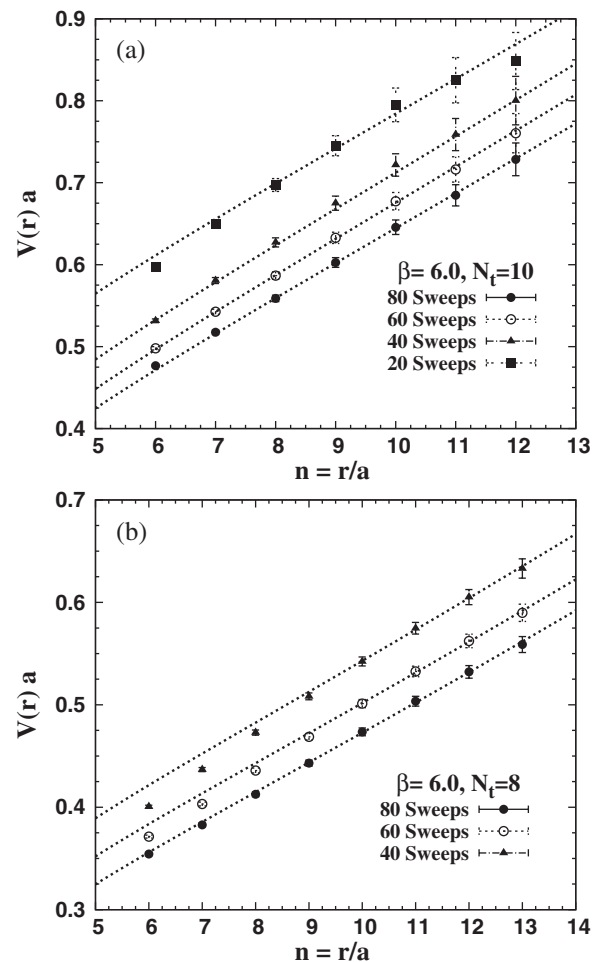 (a)
0.9
0.8
0.7
0.6
0.5
0.4
V(r) a
β= 6.0, N_t=10
80 Sweeps
60 Sweeps
40 Sweeps
20 Sweeps
5 6 7 8 9 10 11 12 13
n = r/a
(b)
0.7
0.6
0.5
0.4
0.3
V(r) a
β= 6.0, N_t=8
80 Sweeps
60 Sweeps
40 Sweeps
5 6 7 8 9 10 11 12 13 14
n = r/a